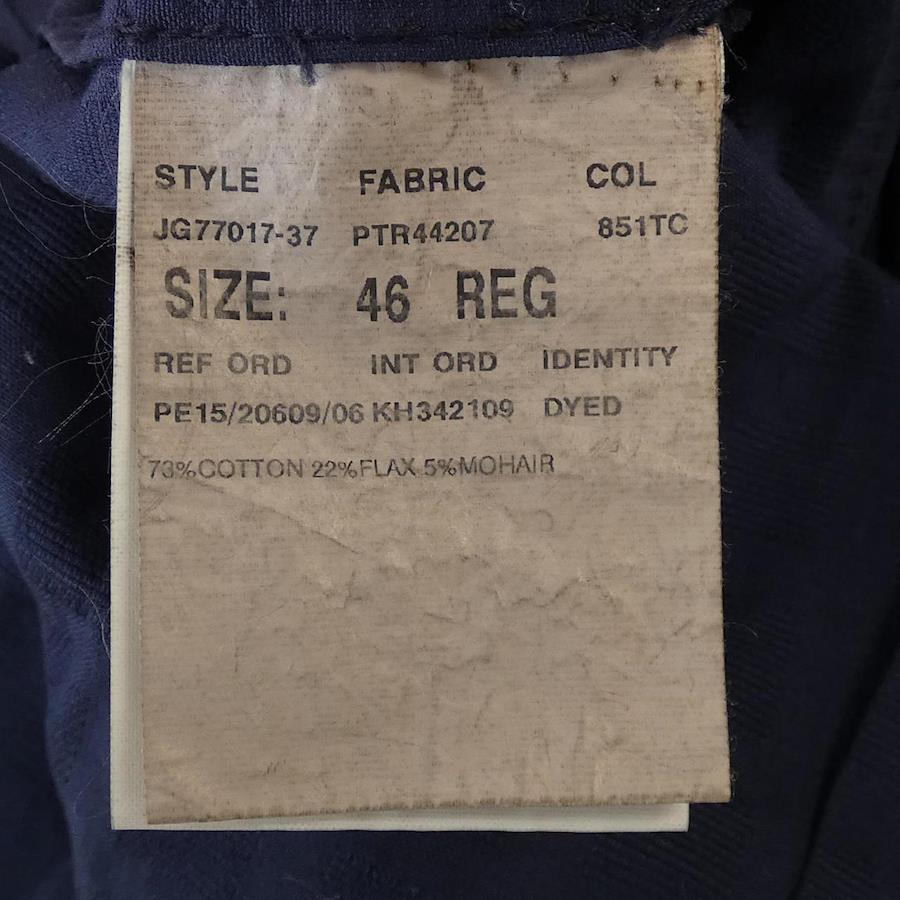 STYLE FABRIC COL
JG77017-37 PTR44207 851TC
SIZE: 46 REG
REF ORD INT ORD IDENTITY
PE15/20609/06 KH342109 DYED
73%COTTON 22%FLAX 5%MOHAIR